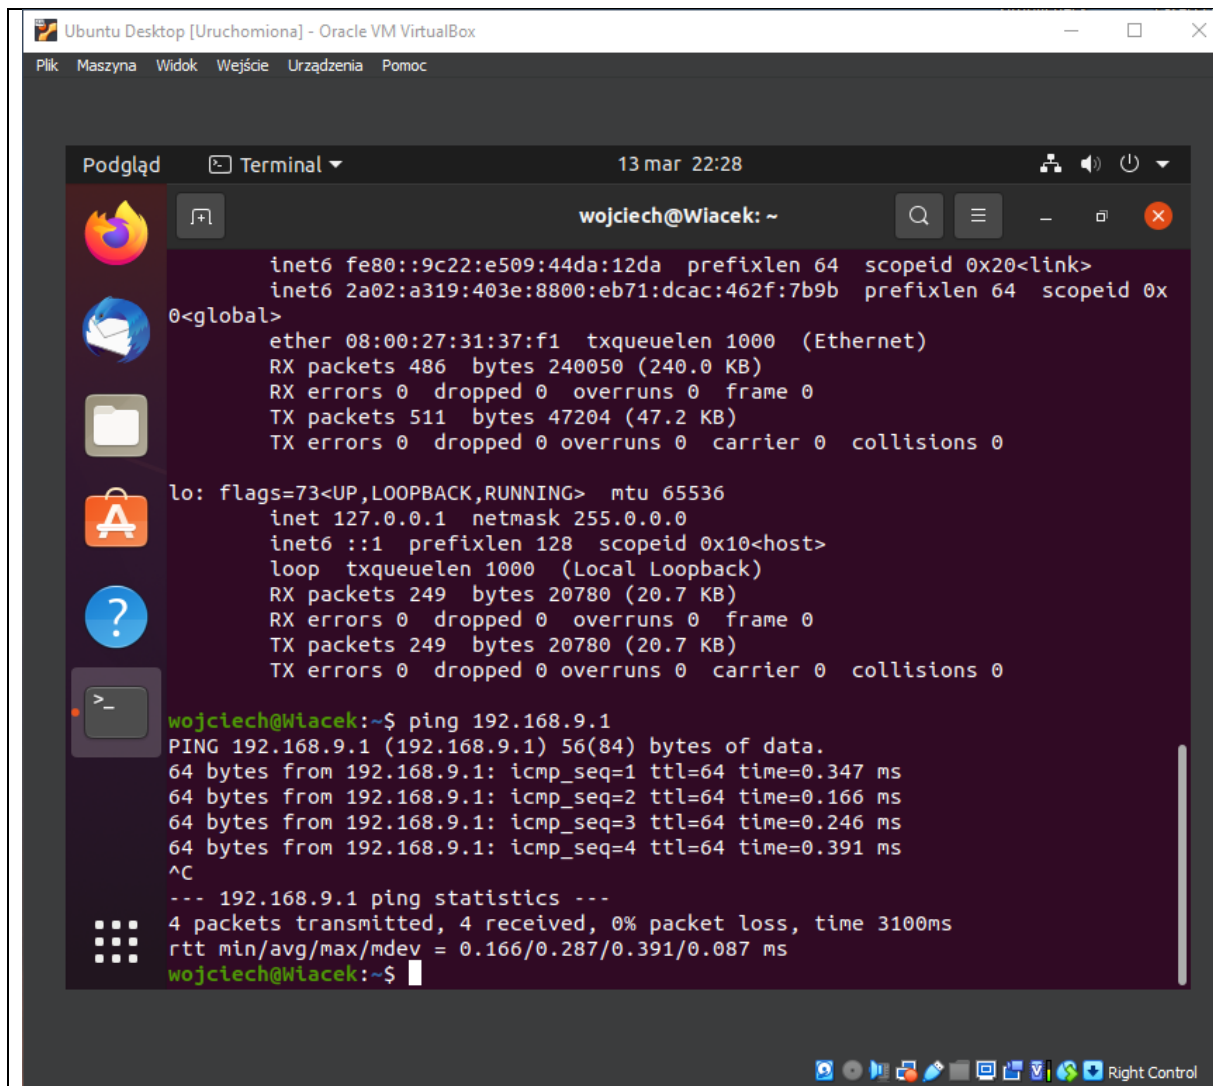 Ubuntu Desktop [Uruchomiona] - Oracle VM VirtualBox
Plik Maszyna Widok Wejście Urządzenia Pomoc
Podgląd Terminal 13 mar 22:28
wojciech@Wiacek: ~
inet6 fe80::9c22:e509:44da:12da prefixlen 64 scopeid 0x20<link>
inet6 2a02:a319:403e:8800:eb71:dcac:462f:7b9b prefixlen 64 scopeid 0x
0<global>
ether 08:00:27:31:37:f1 txqueuelen 1000 (Ethernet)
RX packets 486 bytes 240050 (240.0 KB)
RX errors 0 dropped 0 overruns 0 frame 0
TX packets 511 bytes 47204 (47.2 KB)
TX errors 0 dropped 0 overruns 0 carrier 0 collisions 0
lo: flags=73<UP,LOOPBACK,RUNNING> mtu 65536
inet 127.0.0.1 netmask 255.0.0.0
inet6 ::1 prefixlen 128 scopeid 0x10<host>
loop txqueuelen 1000 (Local Loopback)
RX packets 249 bytes 20780 (20.7 KB)
RX errors 0 dropped 0 overruns 0 frame 0
TX packets 249 bytes 20780 (20.7 KB)
TX errors 0 dropped 0 overruns 0 carrier 0 collisions 0
wojciech@Wiacek:~$ ping 192.168.9.1
PING 192.168.9.1 (192.168.9.1) 56(84) bytes of data.
64 bytes from 192.168.9.1: icmp_seq=1 ttl=64 time=0.347 ms
64 bytes from 192.168.9.1: icmp_seq=2 ttl=64 time=0.166 ms
64 bytes from 192.168.9.1: icmp_seq=3 ttl=64 time=0.246 ms
64 bytes from 192.168.9.1: icmp_seq=4 ttl=64 time=0.391 ms
^C
--- 192.168.9.1 ping statistics ---
4 packets transmitted, 4 received, 0% packet loss, time 3100ms
rtt min/avg/max/mdev = 0.166/0.287/0.391/0.087 ms
wojciech@Wiacek:~$
Right Control